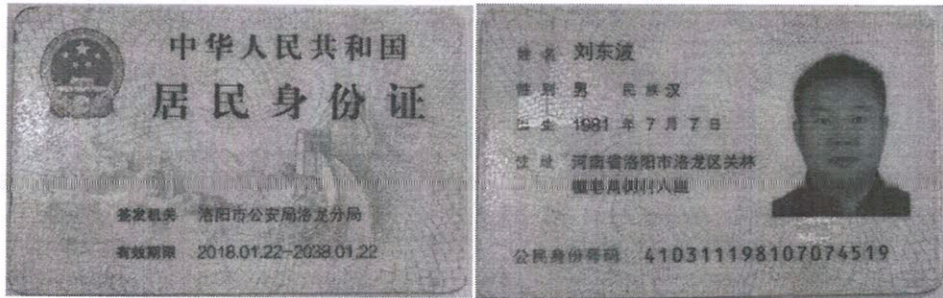 中华人民共和国
居民身份证
签发机关 洛阳市公安局洛龙分局
有效期限 2018.01.22-2038.01.22
姓名 刘东波
性别 男 民族 汉
出生 1981 年 7 月 7 日
住址 河南省洛阳市洛龙区关林
镇
公民身份号码 410311198107074519